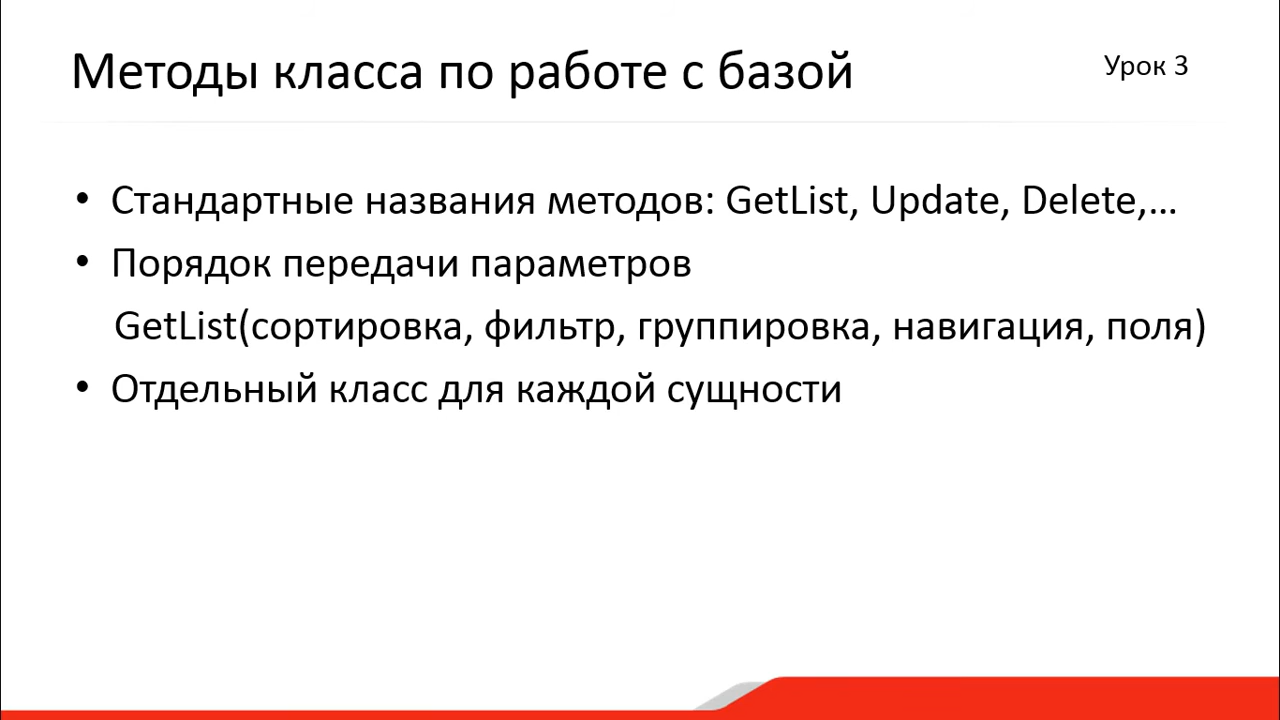 Методы класса по работе с базой
Урок 3
• Стандартные названия методов: GetList, Update, Delete,...
• Порядок передачи параметров
GetList(сортировка, фильтр, группировка, навигация, поля)
• Отдельный класс для каждой сущности